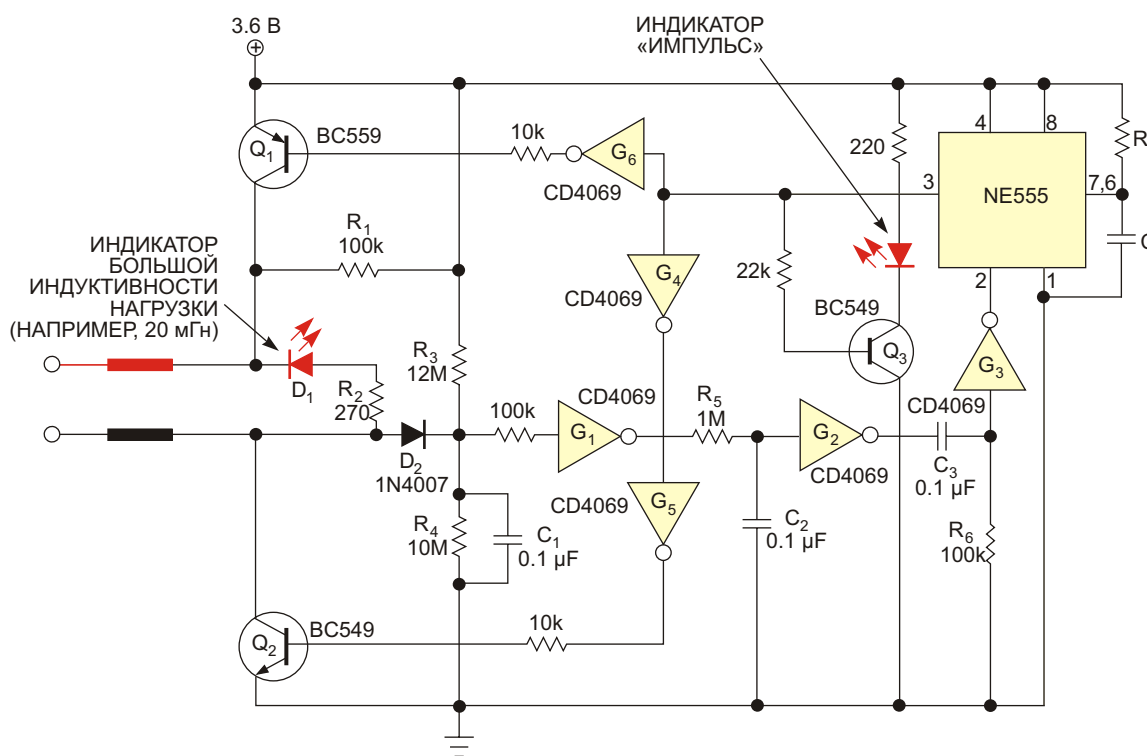 3.6 В
ИНДИКАТОР
«ИМПУЛЬС»
Q1
BC559
10k
G6
CD4069
220
4
8
R
3
NE555
7,6
2
1
C
R1
100k
ИНДИКАТОР
БОЛЬШОЙ
ИНДУКТИВНОСТИ
НАГРУЗКИ
(НАПРИМЕР, 20 мГн)
22k
G4
CD4069
BC549
Q3
G3
CD4069
D1
R2
270
R3
12M
D2
1N4007
100k
CD4069
G1
R5
1M
G2
CD4069
C3
0.1 µF
R4
10M
C1
0.1 µF
CD4069
G5
C2
0.1 µF
R6
100k
Q2
BC549
10k